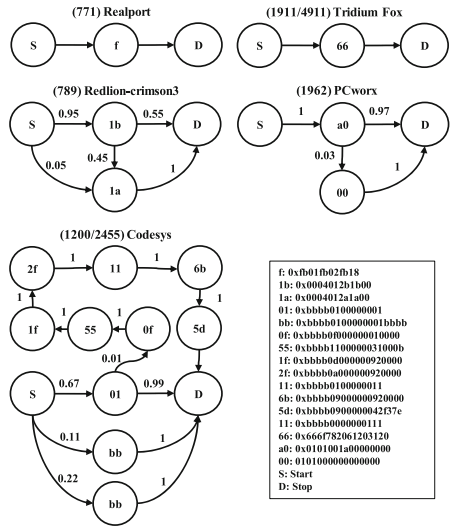 (771) Realport
(1911/4911) Tridium Fox
S f D
S 66 D
(789) Redlion-crimson3
(1962) PCworx
S 0.95 1b 0.55 D
0.05 0.45 1
1a
S 1 a0 0.97 D
0.03 1
00
(1200/2455) Codesys
2f 1 11 1 6b
1 1
1f 1 55 1 0f 5d
0.01
S 0.67 01 0.99 D
0.11 bb 1
0.22 bb 1
f: 0xfb01fb02fb18
1b: 0x0004012b1b00
1a: 0x0004012a1a00
01: 0xbbbb0100000001
bb: 0xbbbb0100000001bbbb
0f: 0xbbbb0f000000010000
55: 0xbbbb1100000031000b
1f: 0xbbbb0d000000920000
2f: 0xbbbb0a000000920000
11: 0xbbbb0100000011
6b: 0xbbbb09000000920000
5d: 0xbbbb090000042f37e
11: 0xbbbb0000000111
66: 0x666f782061203120
a0: 0x0101001a00000000
00: 0101000000000000
S: Start
D: Stop